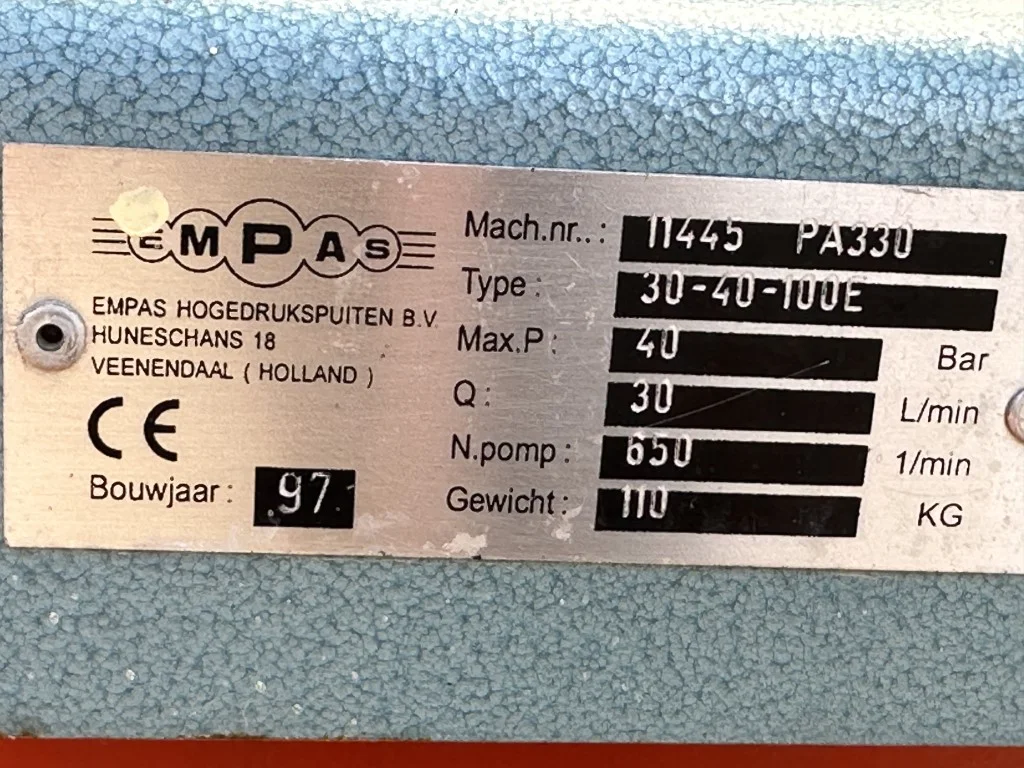 EMPAS
EMPAS HOGEDRUKSPUITEN B.V.
HUNESCHANS 18
VEENENDAAL ( HOLLAND )
CE
Bouwjaar : 97
Mach.nr.. : 11445 PA330
Type : 30-40-100E
Max.P : 40 Bar
Q : 30 L/min
N.pomp : 650 1/min
Gewicht : 110 KG